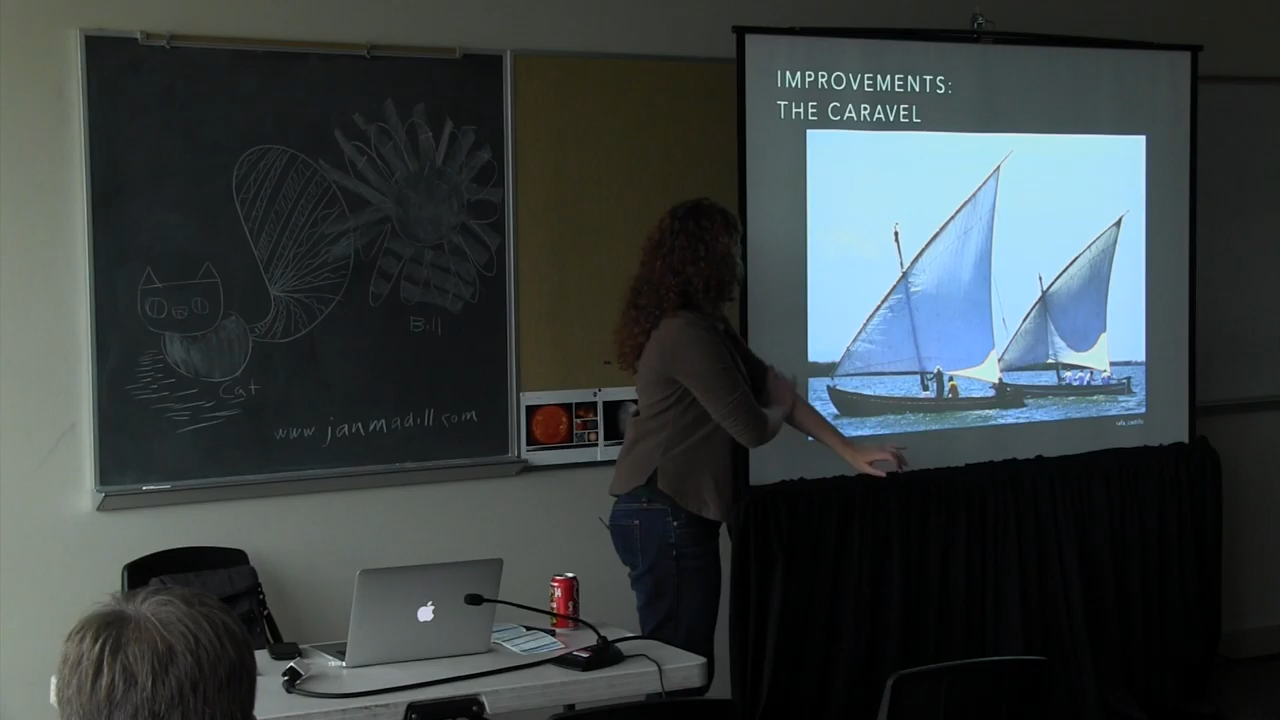 Bill
Cat
www.janmadill.com
IMPROVEMENTS:
THE CARAVEL